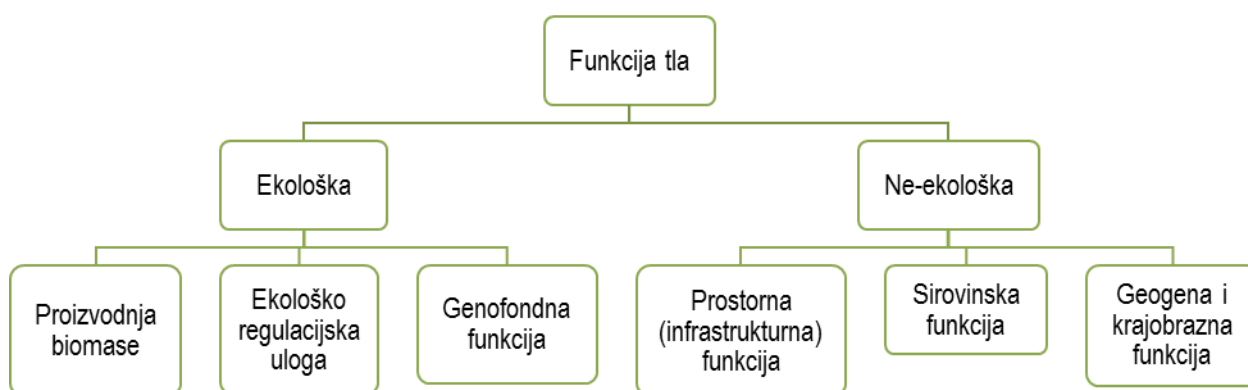 Funkcija tla
Ekološka
Ne-ekološka
Proizvodnja
biomase
Ekološko
regulacijska
uloga
Genofondna
funkcija
Prostorna
(infrastrukturna)
funkcija
Sirovinska
funkcija
Geogena i
krajobrazna
funkcija